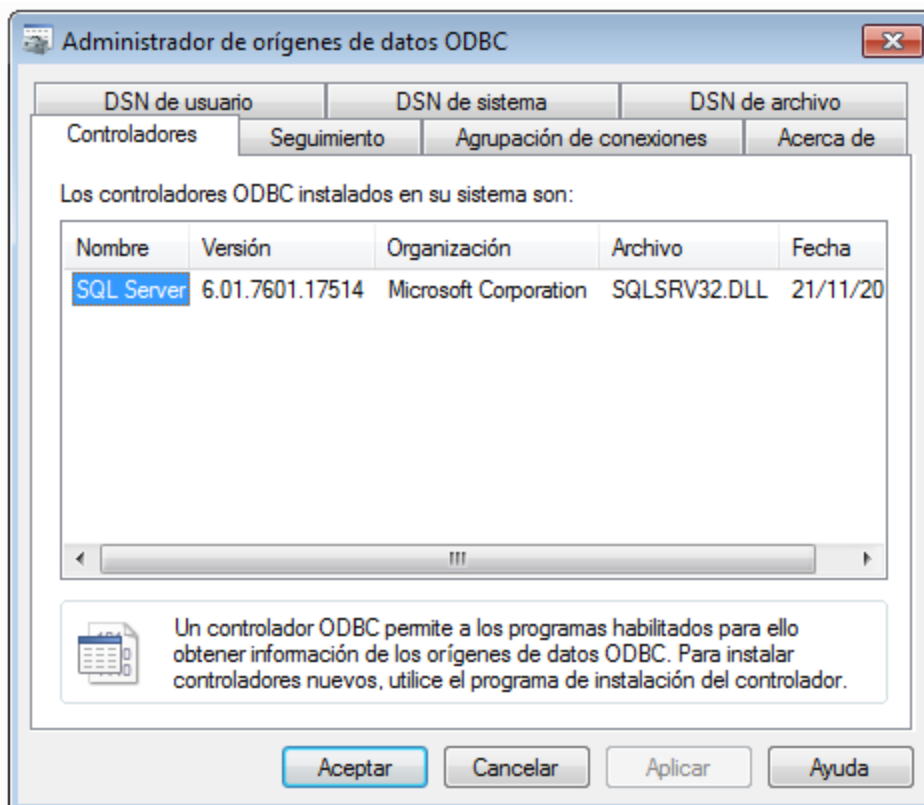 Administrador de orígenes de datos ODBC
DSN de usuario DSN de sistema DSN de archivo
Controladores Seguimiento Agrupación de conexiones Acerca de
Los controladores ODBC instalados en su sistema son:
Nombre Versión Organización Archivo Fecha
SQL Server 6.01.7601.17514 Microsoft Corporation SQLSRV32.DLL 21/11/20
Un controlador ODBC permite a los programas habilitados para ello
obtener información de los orígenes de datos ODBC. Para instalar
controladores nuevos, utilice el programa de instalación del controlador.
Aceptar Cancelar Aplicar Ayuda